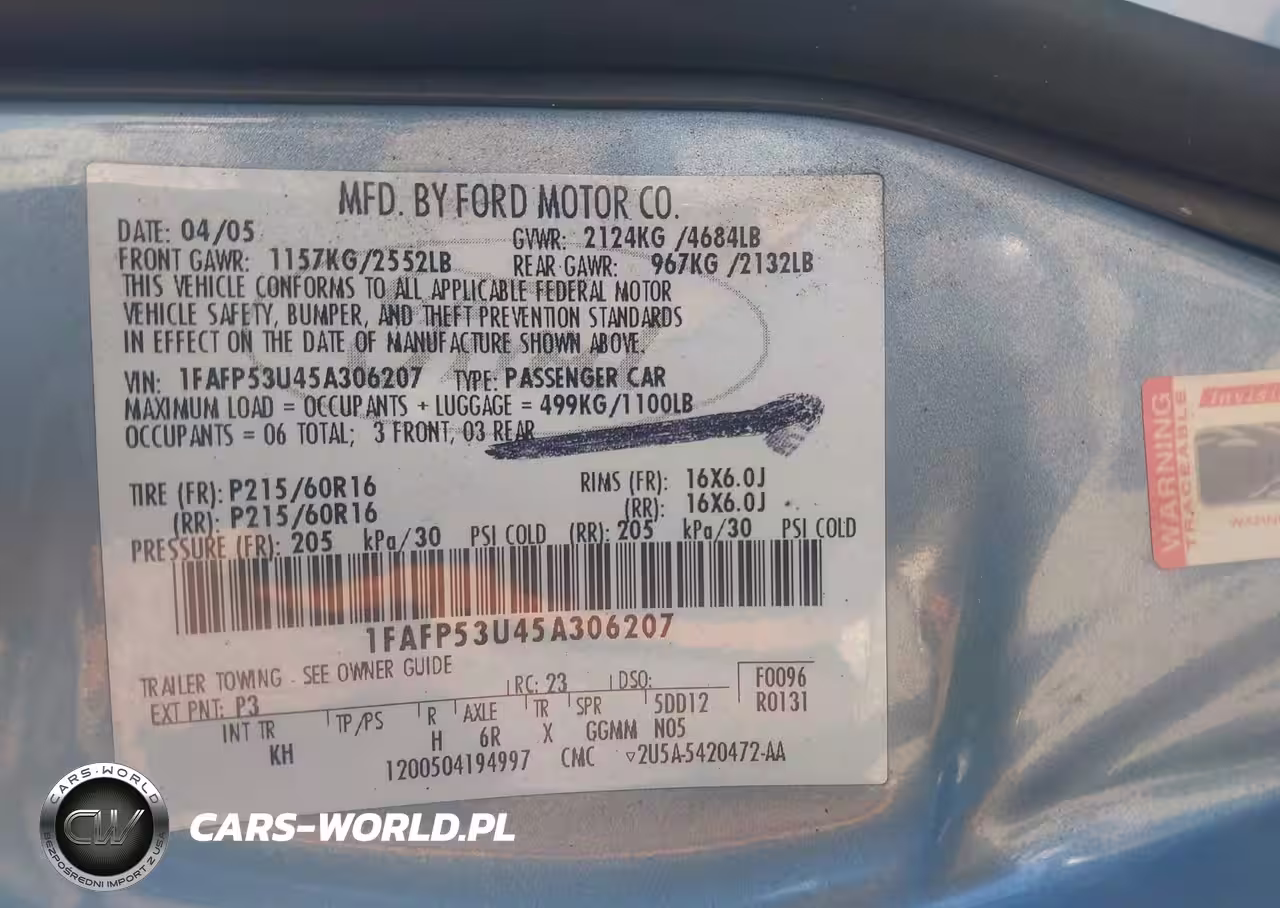 MFD. BY FORD MOTOR CO.
DATE: 04/05 GVWR: 2124KG /4684LB
FRONT GAWR: 1157KG/2552LB REAR GAWR: 967KG /2132LB
THIS VEHICLE CONFORMS TO ALL APPLICABLE FEDERAL MOTOR
VEHICLE SAFETY, BUMPER, AND THEFT PREVENTION STANDARDS
IN EFFECT ON THE DATE OF MANUFACTURE SHOWN ABOVE.
VIN: 1FAFP53U45A306207 TYPE: PASSENGER CAR
MAXIMUM LOAD = OCCUPANTS + LUGGAGE = 499KG/1100LB
OCCUPANTS = 06 TOTAL; 3 FRONT, 03 REAR
TIRE (FR): P215/60R16 RIMS (FR): 16X6.0J
(RR): P215/60R16 (RR): 16X6.0J
PRESSURE (FR): 205 kPa/30 PSI COLD (RR): 205 kPa/30 PSI COLD
1FAFP53U45A306207
TRAILER TOWING - SEE OWNER GUIDE
EXT PNT: P3 RC: 23 DSO: F0096
R0131
INT TR TP/PS R AXLE TR SPR 5DD12
KH H 6R X GGMM N05
1200504194997 CMC ▽2U5A-5420472-AA
WARNING
TRACEABLE
CARS-WORLD
CW
BEZPOŚREDNI IMPORT Z USA
CARS-WORLD.PL